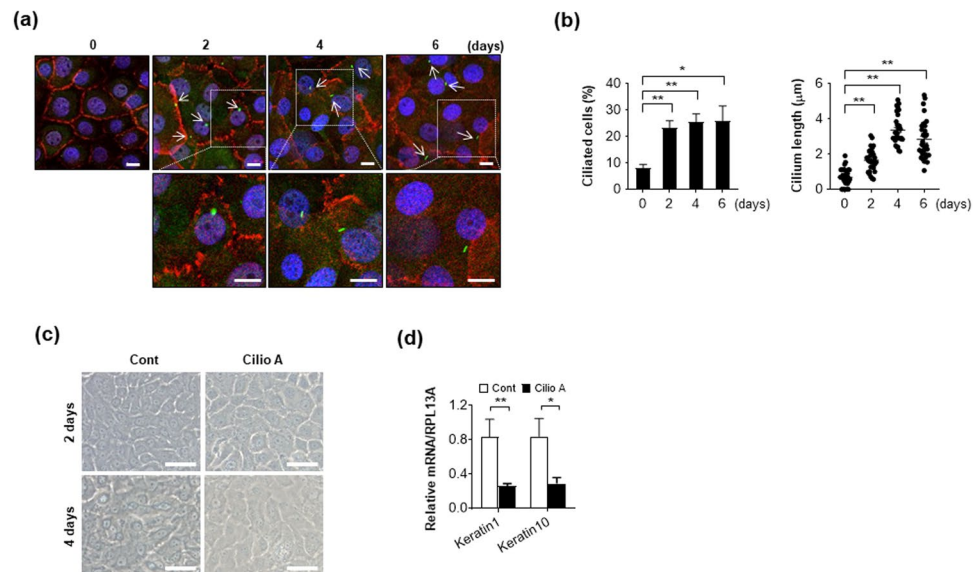 (a)
0 2 4 6 (days)
(b)
Ciliated cells (%)
40
30
20
10
0
* 
**
**
0 2 4 6 (days)
Cilium length (μm)
6
4
2
0
**
**
**
0 2 4 6 (days)
(c)
Cont Cilio A
2 days
4 days
(d)
Cont Cilio A
Relative mRNA/RPL13A
1.2
0.8
0.4
0.0
** *
Keratin1 Keratin10